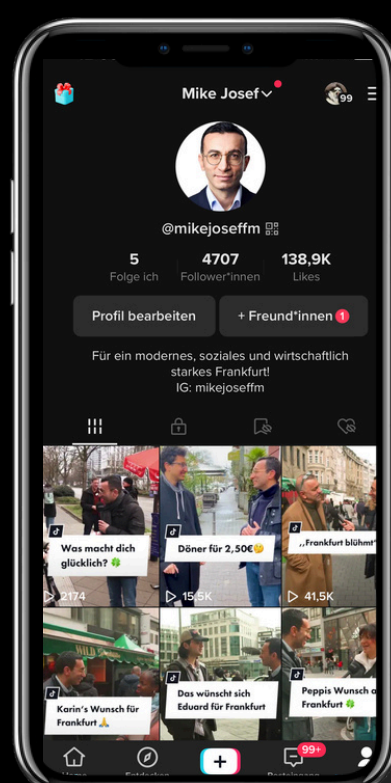 Mike Josef
99
@mikejoseffm
5 4707 138,9K
Folge ich Follower*innen Likes
Profil bearbeiten + Freund*innen 1
Für ein modernes, soziales und wirtschaftlich
starkes Frankfurt!
IG: mikejoseffm
Was macht dich
glücklich? 🍀
2174
Döner für 2,50€🤔
15,5K
,,Frankfurt blüht"
41,5K
Karin's Wunsch für
Frankfurt 🙏
Das wünscht sich
Eduard für Frankfurt
Peppis Wunsch
Frankfurt 🍀
99+
Home Entdecken